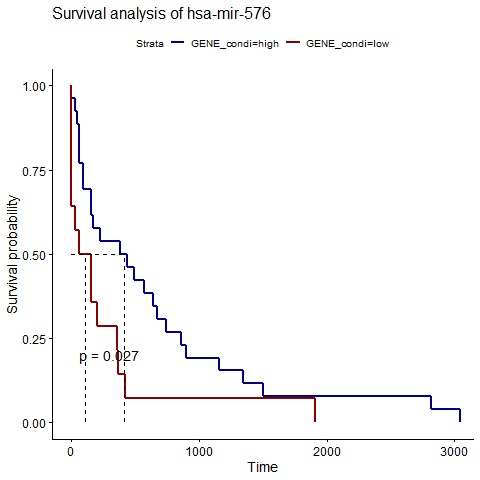 Survival analysis of hsa-mir-576
Strata GENE_condi=high GENE_condi=low
1.00
0.75
0.50
0.25
0.00
Survival probability
p = 0.027
0 1000 2000 3000
Time